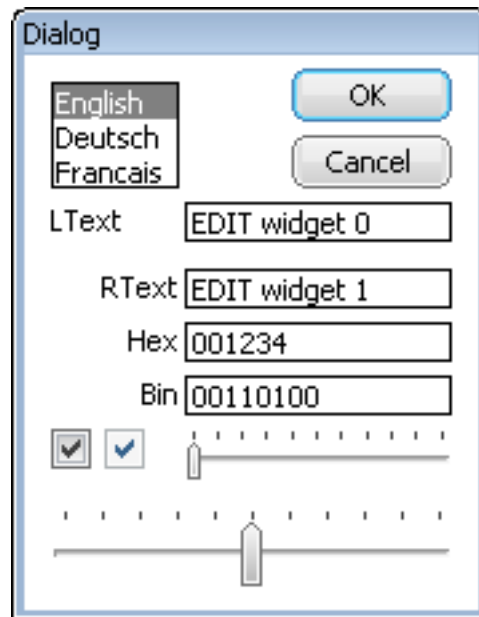 Dialog
English
Deutsch
Francais
OK
Cancel
LText EDIT widget 0
RText EDIT widget 1
Hex 001234
Bin 00110100